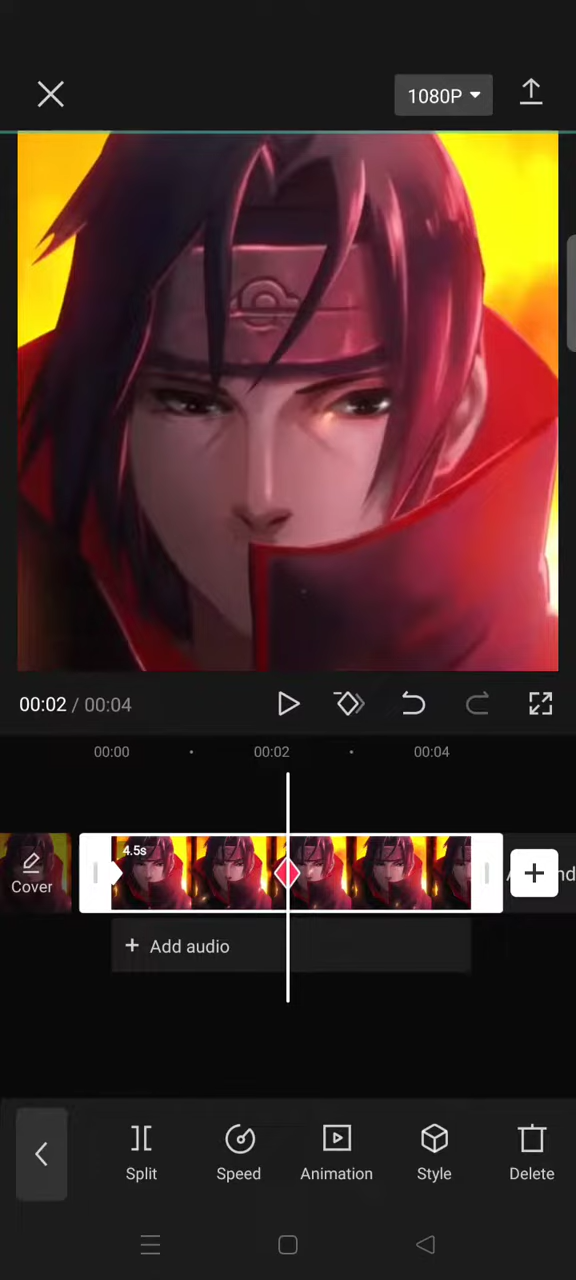 1080P
00:02 / 00:04
00:00 00:02 00:04
4.5s
Cover
+ Add audio
Split Speed Animation Style Delete